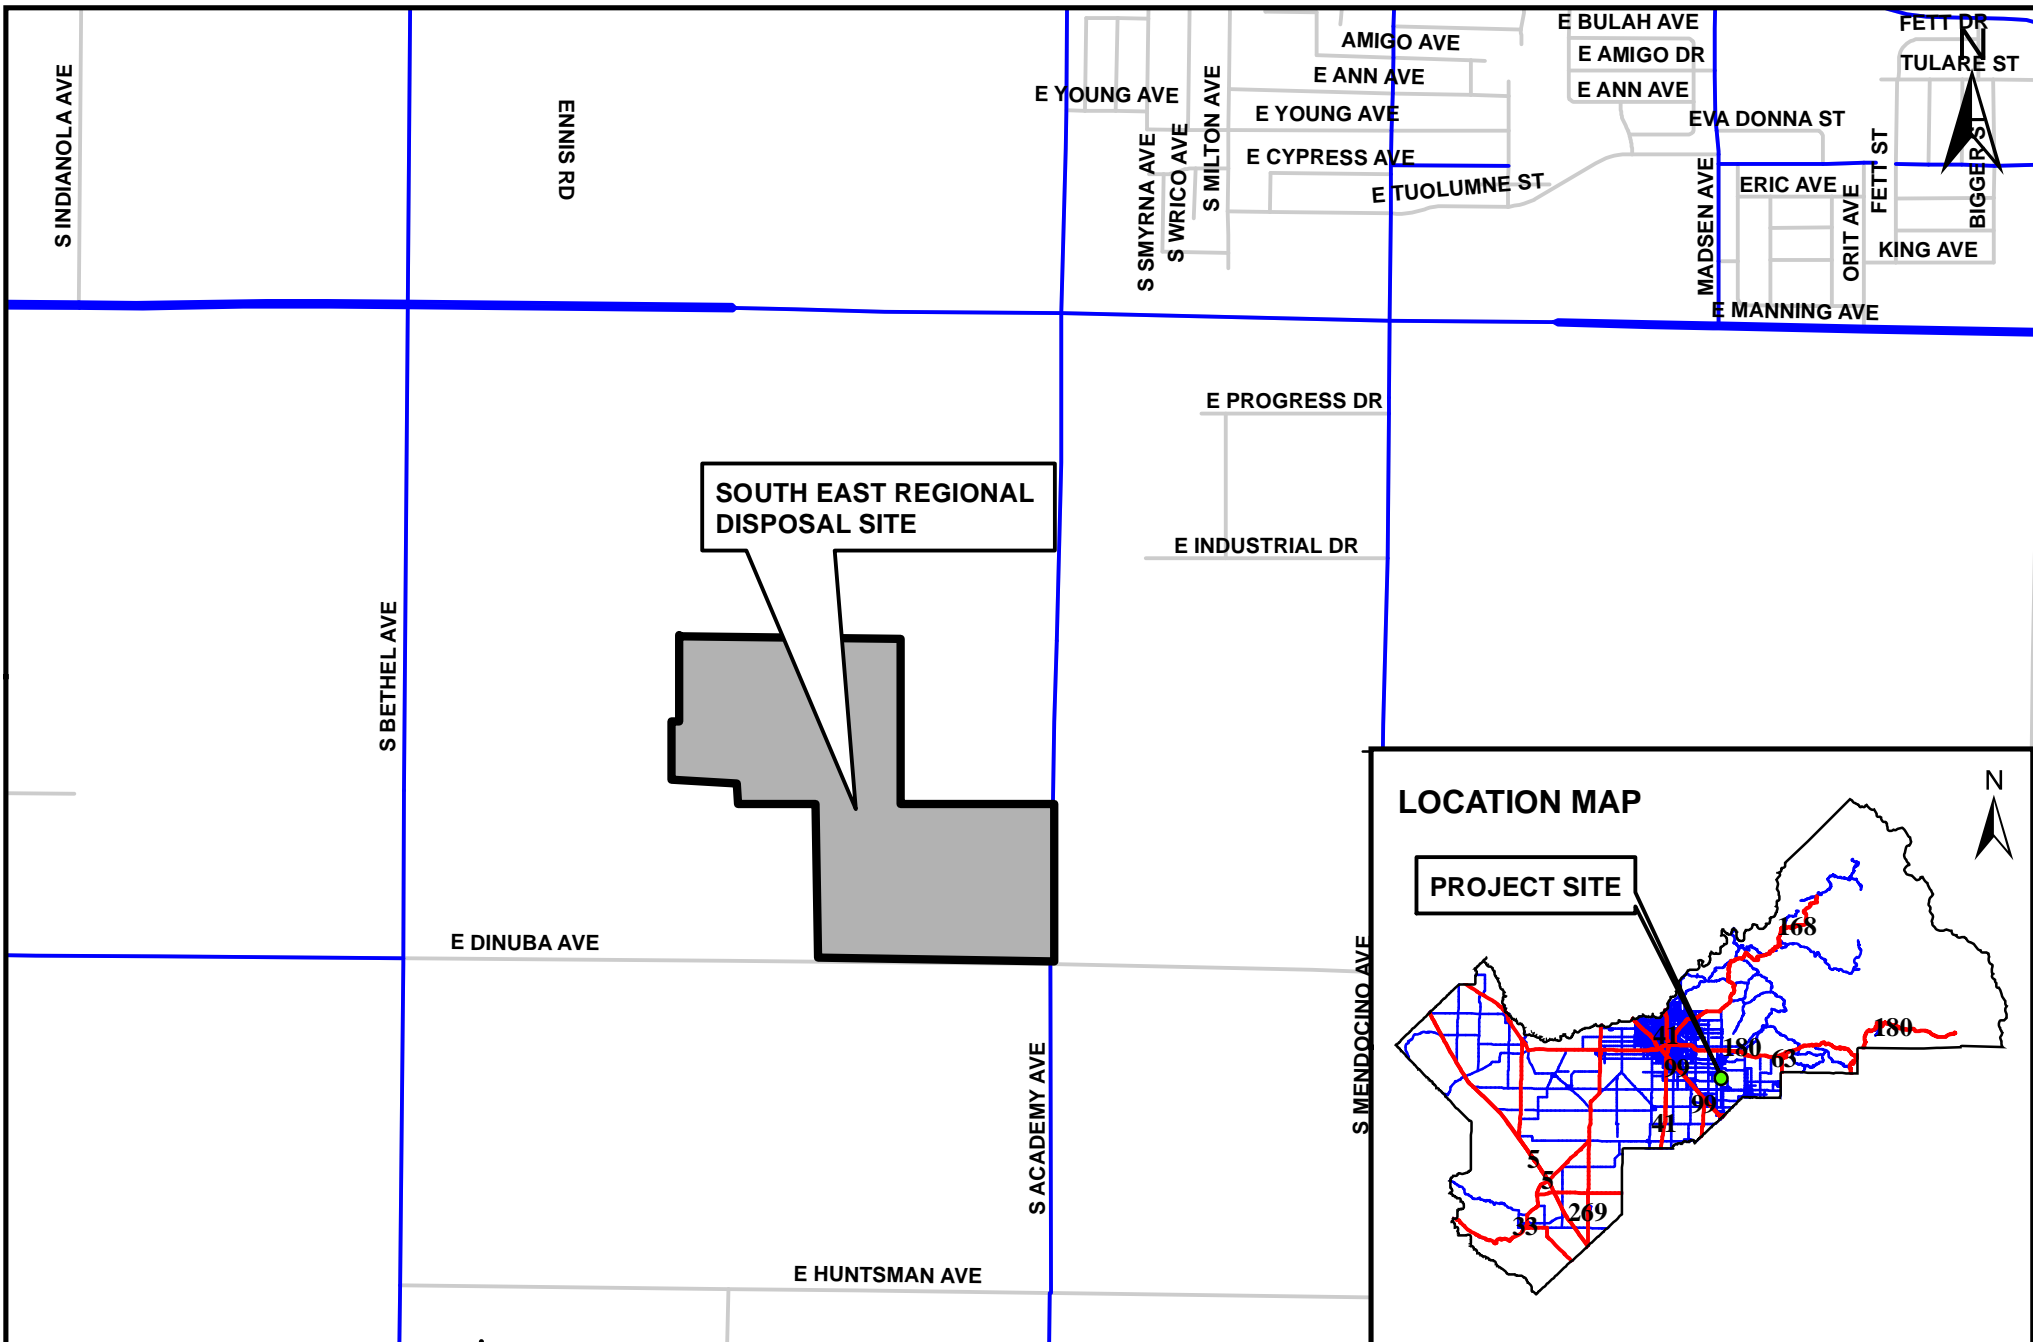 E BULAH AVE
FETT DR
AMIGO AVE
E AMIGO DR
N
TULARE ST
E ANN AVE
E ANN AVE
S INDIANOLA AVE
ENNIS RD
E YOUNG AVE
E YOUNG AVE
EVA DONNA ST
E CYPRESS AVE
S SMYRNA AVE
S WRICO AVE
S MILTON AVE
E TUOLUMNE ST
MADSEN AVE
ERIC AVE
ORIT AVE
FETT ST
BIGGER ST
KING AVE
E MANNING AVE
E PROGRESS DR
SOUTH EAST REGIONAL
DISPOSAL SITE
E INDUSTRIAL DR
S BETHEL AVE
E DINUBA AVE
S ACADEMY AVE
S MENDOCINO AVE
E HUNTSMAN AVE
LOCATION MAP
N
PROJECT SITE
168
180
41
180
63
99
99
41
5
5
269
33